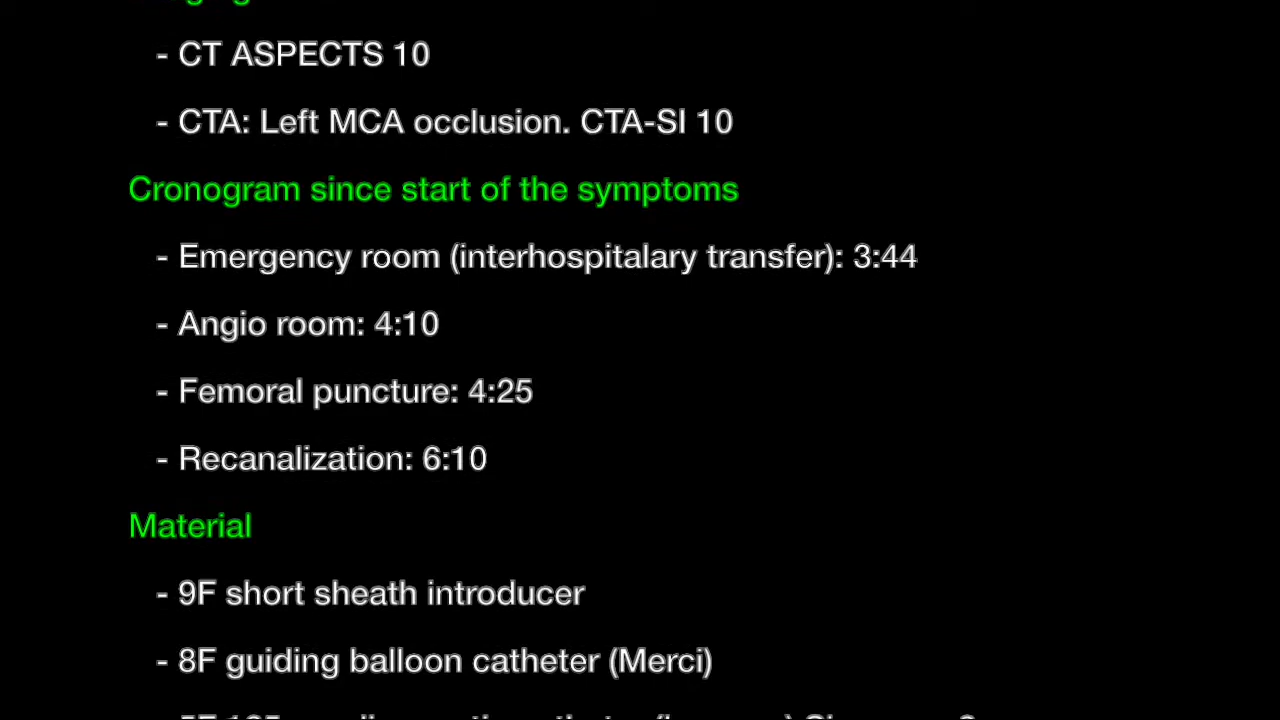 - CT ASPECTS 10
- CTA: Left MCA occlusion. CTA-SI 10
Cronogram since start of the symptoms
- Emergency room (interhospitalary transfer): 3:44
- Angio room: 4:10
- Femoral puncture: 4:25
- Recanalization: 6:10
Material
- 9F short sheath introducer
- 8F guiding balloon catheter (Merci)